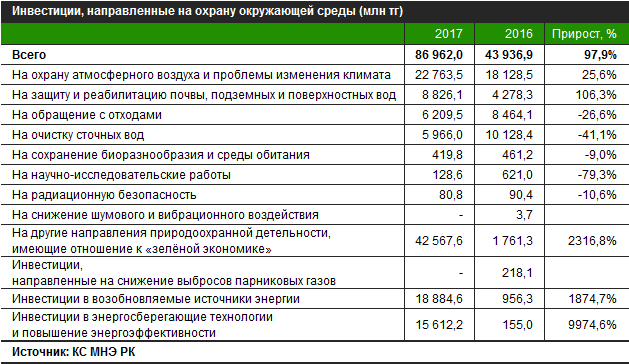 Инвестиции, направленные на охрану окружающей среды (млн тг)
2017 2016 Прирост, %
Всего 86 962,0 43 936,9 97,9%
На охрану атмосферного воздуха и проблемы изменения климата 22 763,5 18 128,5 25,6%
На защиту и реабилитацию почвы, подземных и поверхностных вод 8 826,1 4 278,3 106,3%
На обращение с отходами 6 209,5 8 464,1 -26,6%
На очистку сточных вод 5 966,0 10 128,4 -41,1%
На сохранение биоразнообразия и среды обитания 419,8 461,2 -9,0%
На научно-исследовательские работы 128,6 621,0 -79,3%
На радиационную безопасность 80,8 90,4 -10,6%
На снижение шумового и вибрационного воздействия - 3,7
На другие направления природоохранной детельности,
имеющие отношение к «зелёной экономике» 42 567,6 1 761,3 2316,8%
Инвестиции,
направленные на снижение выбросов парниковых газов - 218,1
Инвестиции в возобновляемые источники энергии 18 884,6 956,3 1874,7%
Инвестиции в энергосберегающие технологии
и повышение энергоэффективности 15 612,2 155,0 9974,6%
Источник: КС МНЭ РК